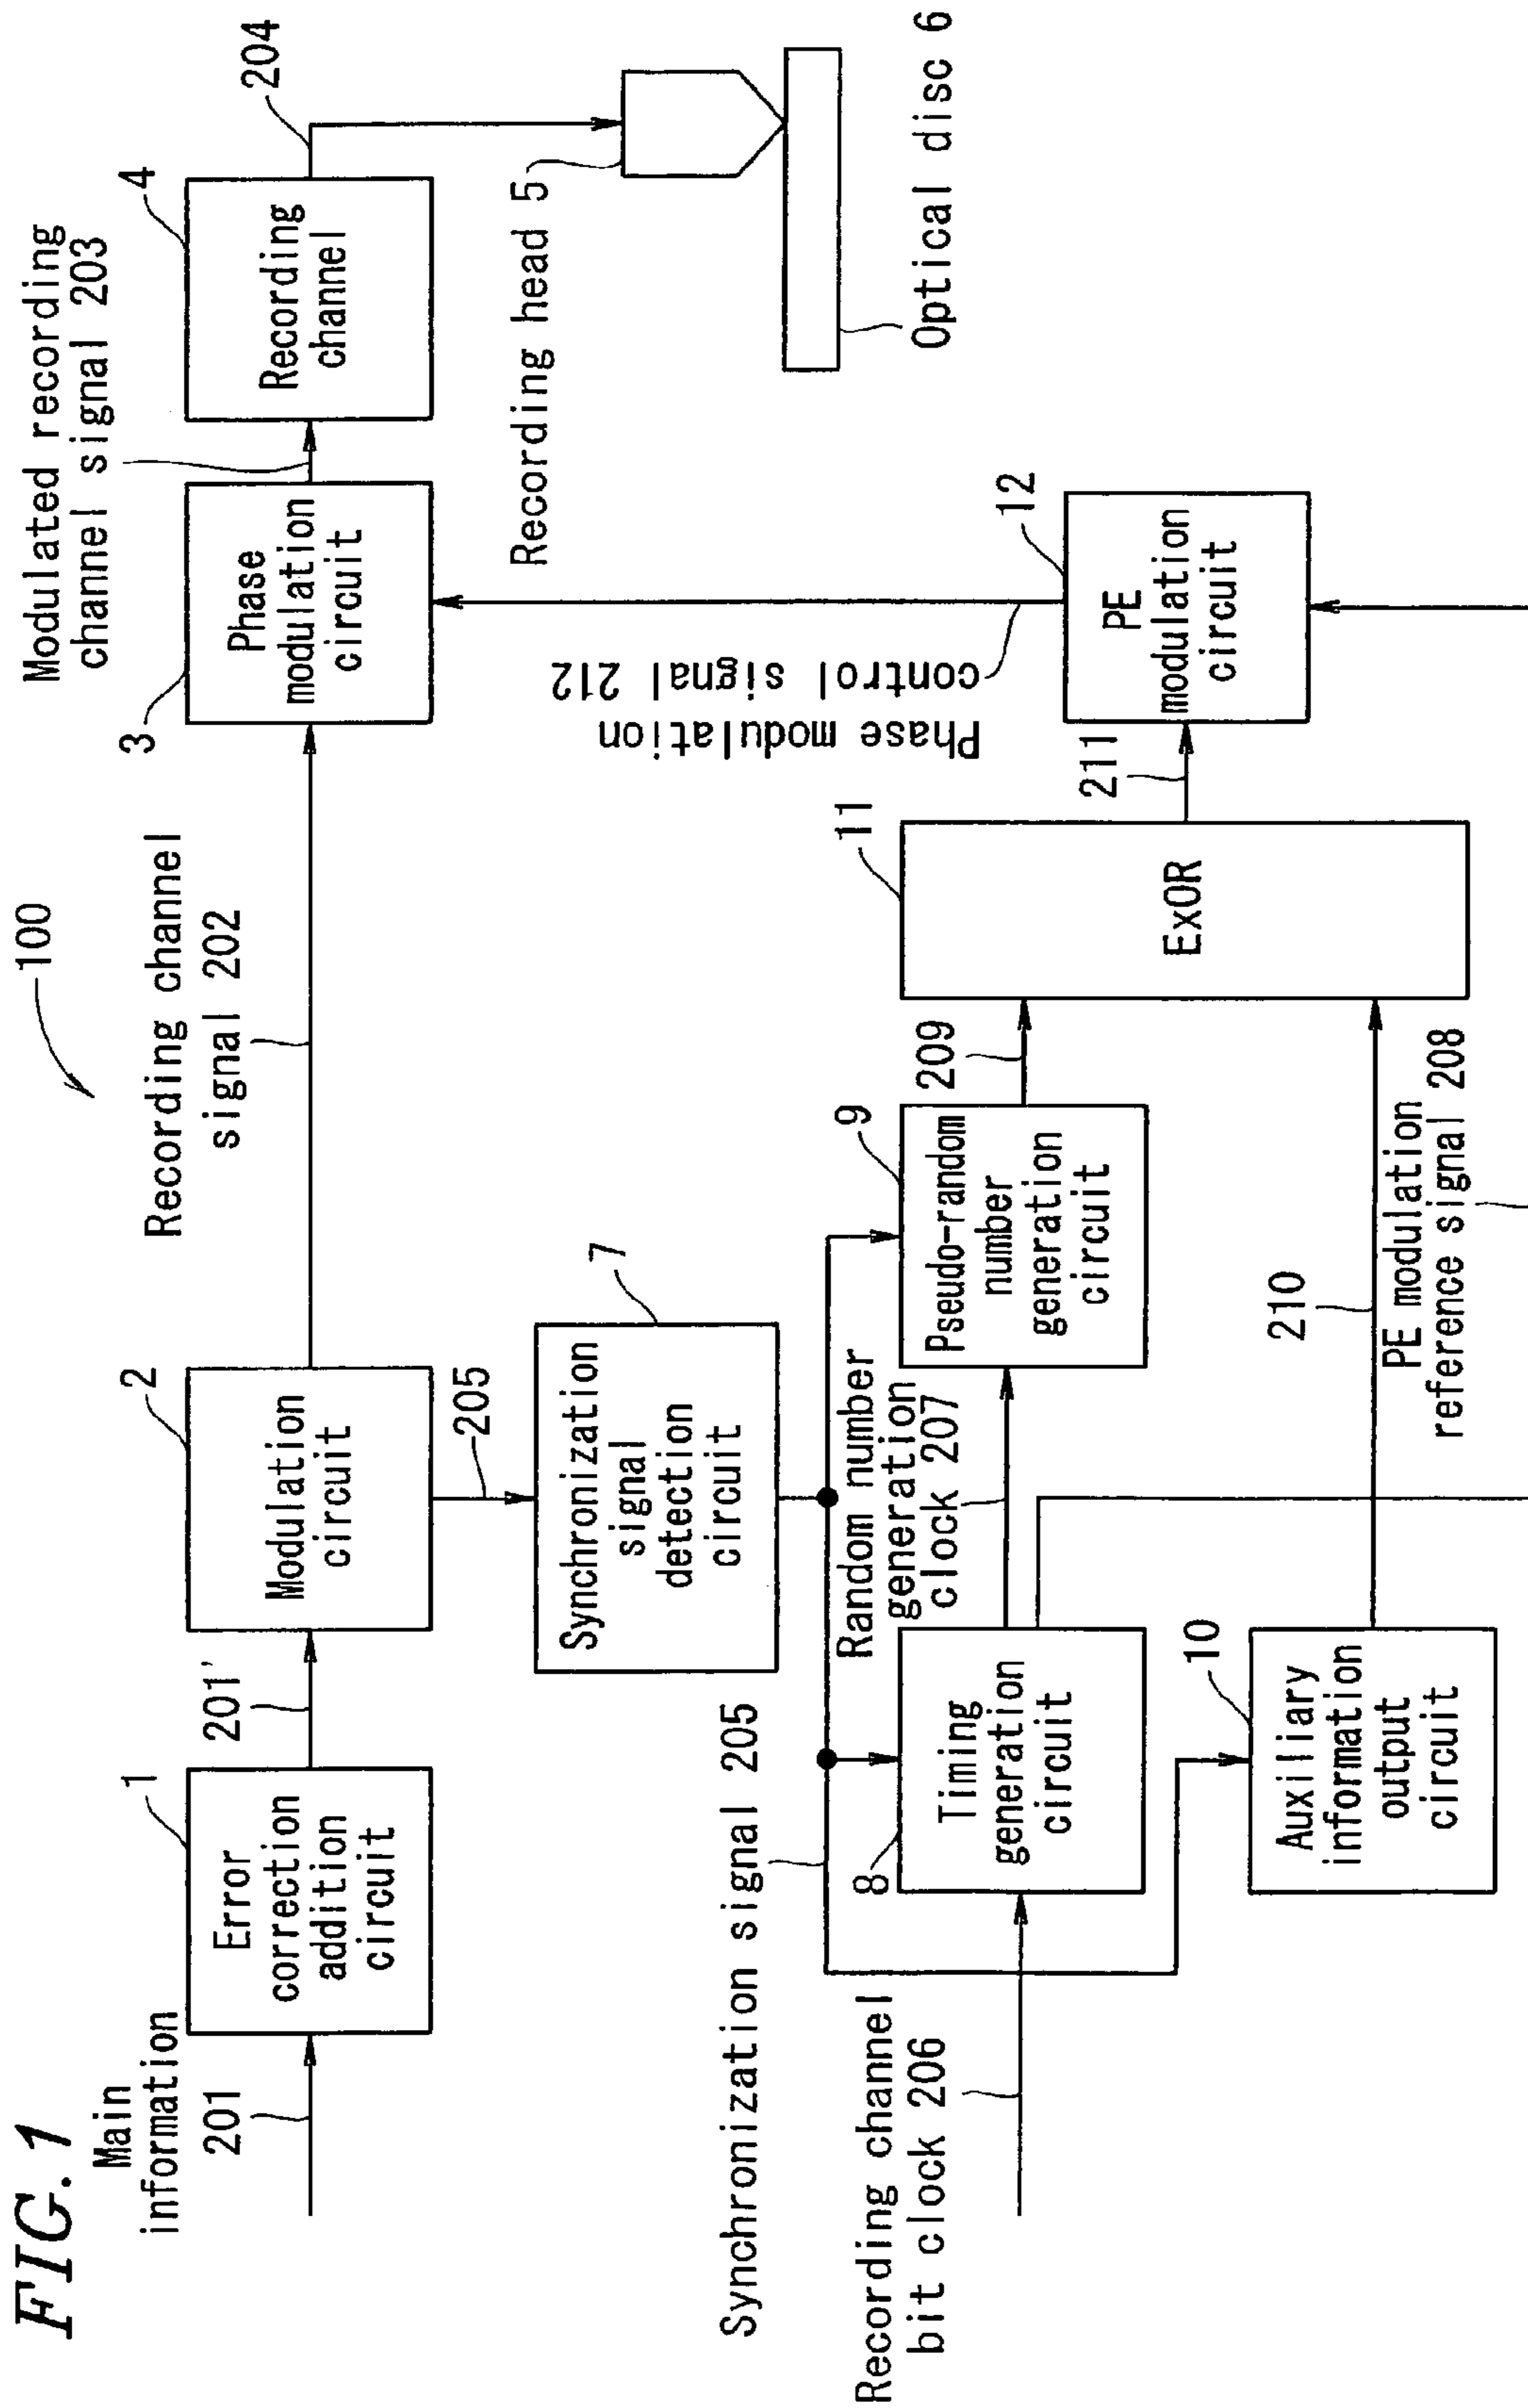 FIG.1
100
Main
information
201
Error
correction
addition
circuit
1
201'
Modulation
circuit
2
Recording channel
signal 202
Phase
modulation
circuit
3
Modulated recording
channel signal 203
Recording
channel
4
204
Recording head 5
Optical disc 6
205
Synchronization
signal
detection
circuit
7
Synchronization signal 205
Recording channel
bit clock 206
Timing
generation
circuit
8
Random number
generation
clock 207
Pseudo-random
number
generation
circuit
9
209
Auxiliary
information
output
circuit
10
210
PE modulation
reference signal 208
ExOR
11
211
PE
modulation
circuit
12
Phase modulation
control signal 212